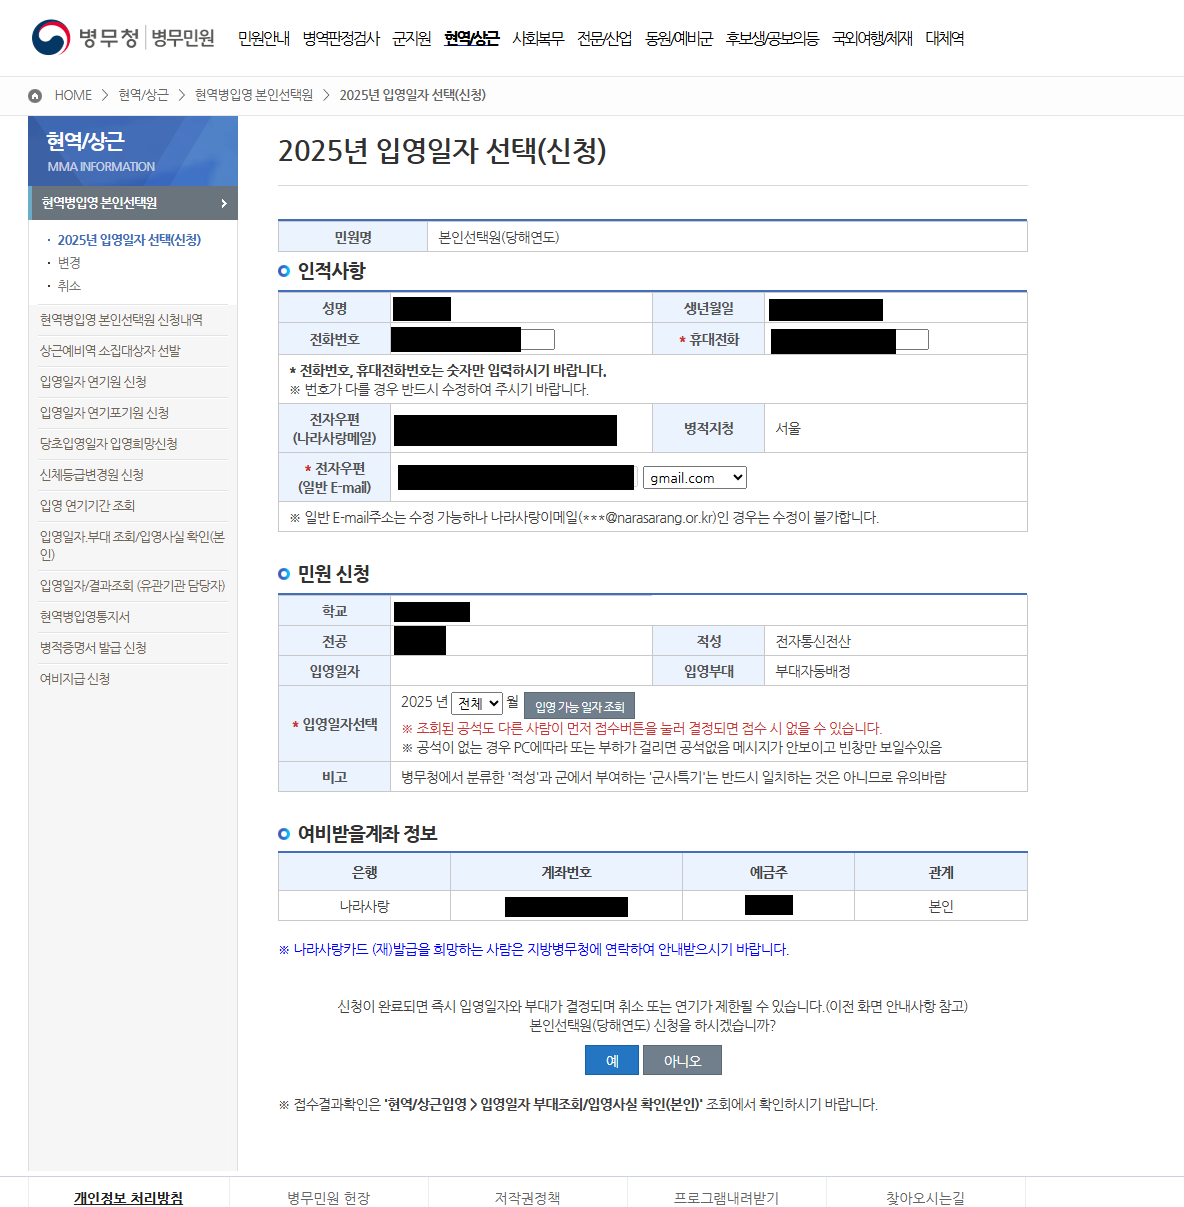 병무청 병무민원 민원안내 병역판정검사 군지원 현역/상근 사회복무 전문/산업 동원/예비군 후보생/공보의등 국외여행/체재 대체역
HOME > 현역/상근 > 현역병입영 본인선택원 > 2025년 입영일자 선택(신청)
현역/상근
MMA INFORMATION
현역병입영 본인선택원
· 2025년 입영일자 선택(신청)
· 변경
· 취소
현역병입영 본인선택원 신청내역
상근예비역 소집대상자 선발
입영일자 연기원 신청
입영일자 연기포기원 신청
당초입영일자 입영희망신청
신체등급변경원 신청
입영 연기기간 조회
입영일자.부대 조회/입영사실 확인(본
인)
입영일자/결과조회 (유관기관 담당자)
현역병입영통지서
병적증명서 발급 신청
여비지급 신청
2025년 입영일자 선택(신청)
민원명 본인선택원(당해연도)
인적사항
성명 생년월일
전화번호 * 휴대전화
* 전화번호, 휴대전화번호는 숫자만 입력하시기 바랍니다.
※ 번호가 다를 경우 반드시 수정하여 주시기 바랍니다.
전자우편
(나라사랑메일) 병적지청 서울
* 전자우편
(일반 E-mail) gmail.com
※ 일반 E-mail주소는 수정 가능하나 나라사랑이메일(***@narasarang.or.kr)인 경우는 수정이 불가합니다.
민원 신청
학교
전공 적성 전자통신전산
입영일자 입영부대 부대자동배정
* 입영일자선택 2025 년 전체 월 입영 가능 일자 조회
※ 조회된 공석도 다른 사람이 먼저 접수버튼을 눌러 결정되면 접수 시 없을 수 있습니다.
※ 공석이 없는 경우 PC에따라 또는 부하가 걸리면 공석없음 메시지가 안보이고 빈창만 보일수있음
비고 병무청에서 분류한 '적성'과 군에서 부여하는 '군사특기'는 반드시 일치하는 것은 아니므로 유의바람
여비받을계좌 정보
은행 계좌번호 예금주 관계
나라사랑 본인
※ 나라사랑카드 (재)발급을 희망하는 사람은 지방병무청에 연락하여 안내받으시기 바랍니다.
신청이 완료되면 즉시 입영일자와 부대가 결정되며 취소 또는 연기가 제한될 수 있습니다.(이전 화면 안내사항 참고)
본인선택원(당해연도) 신청을 하시겠습니까?
예 아니오
※ 접수결과확인은 '현역/상근입영 > 입영일자 부대조회/입영사실 확인(본인)' 조회에서 확인하시기 바랍니다.
개인정보 처리방침 병무민원 헌장 저작권정책 프로그램내려받기 찾아오시는길